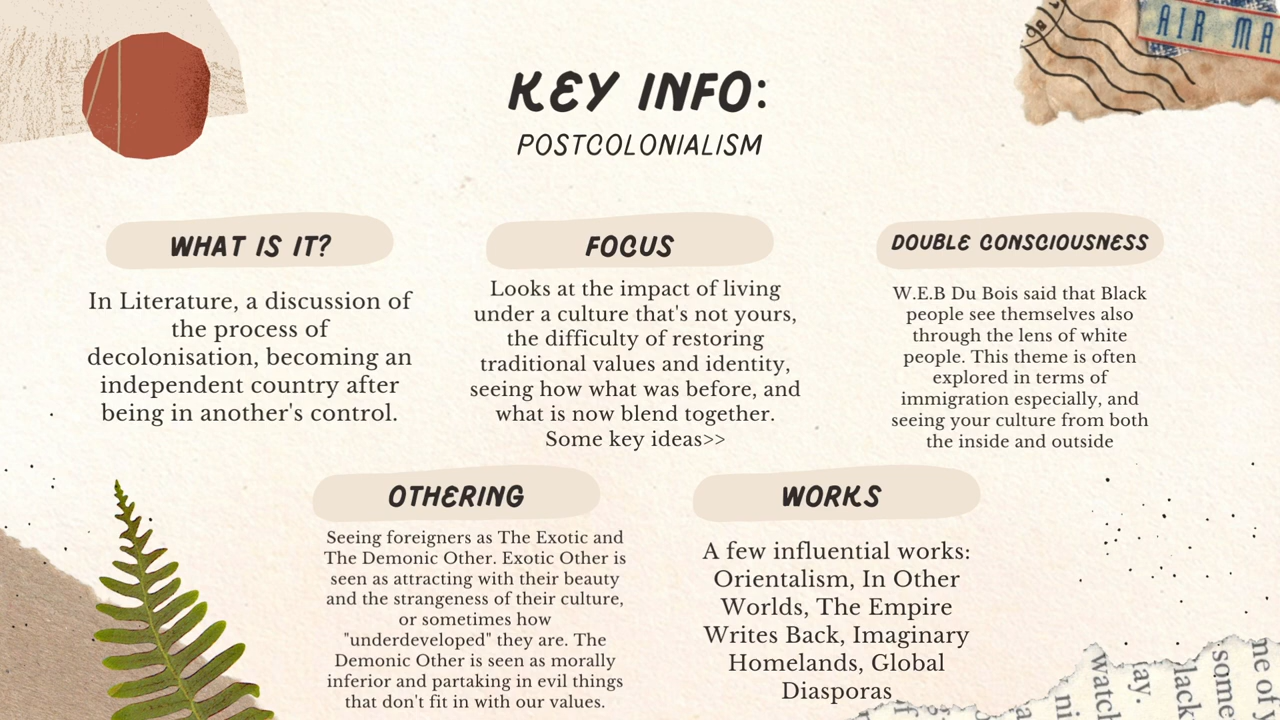 AIR MA
KEY INFO:
POSTCOLONIALISM
WHAT IS IT?
In Literature, a discussion of
the process of
decolonisation, becoming an
independent country after
being in another's control.
FOCUS
Looks at the impact of living
under a culture that's not yours,
the difficulty of restoring
traditional values and identity,
seeing how what was before, and
what is now blend together.
Some key ideas>>
DOUBLE CONSCIOUSNESS
W.E.B Du Bois said that Black
people see themselves also
through the lens of white
people. This theme is often
explored in terms of
immigration especially, and
seeing your culture from both
the inside and outside
OTHERING
Seeing foreigners as The Exotic and
The Demonic Other. Exotic Other is
seen as attracting with their beauty
and the strangeness of their culture,
or sometimes how
"underdeveloped" they are. The
Demonic Other is seen as morally
inferior and partaking in evil things
that don't fit in with our values.
WORKS
A few influential works:
Orientalism, In Other
Worlds, The Empire
Writes Back, Imaginary
Homelands, Global
Diasporas
ni
watch
lay.
lack
some
me of y